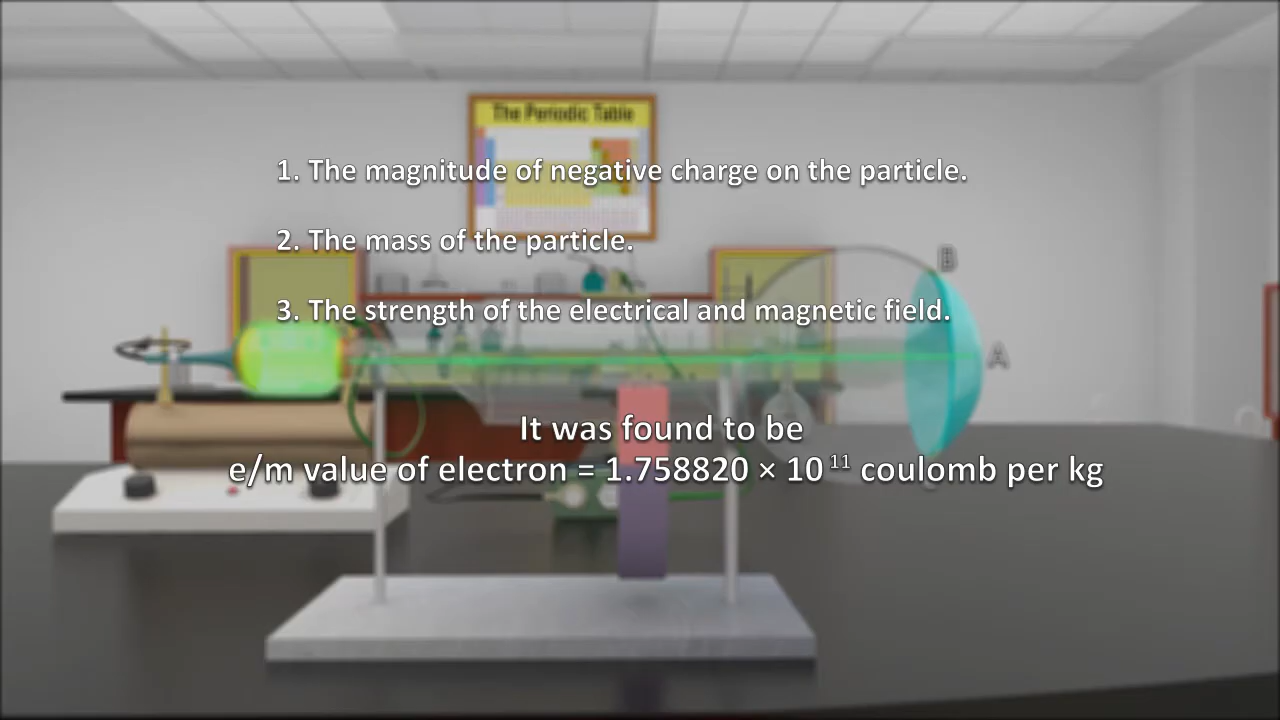 The Periodic Table
1. The magnitude of negative charge on the particle.
2. The mass of the particle.
B
3. The strength of the electrical and magnetic field.
A
It was found to be
e/m value of electron = 1.758820 × 10¹¹ coulomb per kg